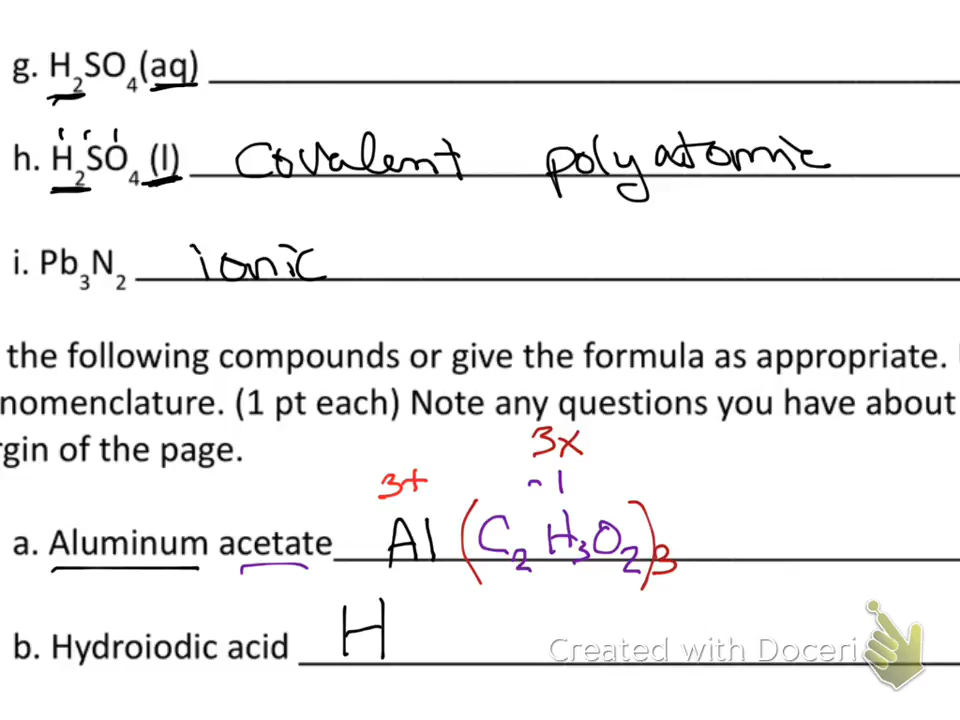 g. H₂SO₄(aq)
h. H₂SO₄ (l) Covalent polyatomic
i. Pb₃N₂ ionic
the following compounds or give the formula as appropriate.
nomenclature. (1 pt each) Note any questions you have about
rgin of the page.
3x
3+ -1
a. Aluminum acetate Al (C₂H₃O₂)₃
b. Hydroiodic acid H
Created with Doceri